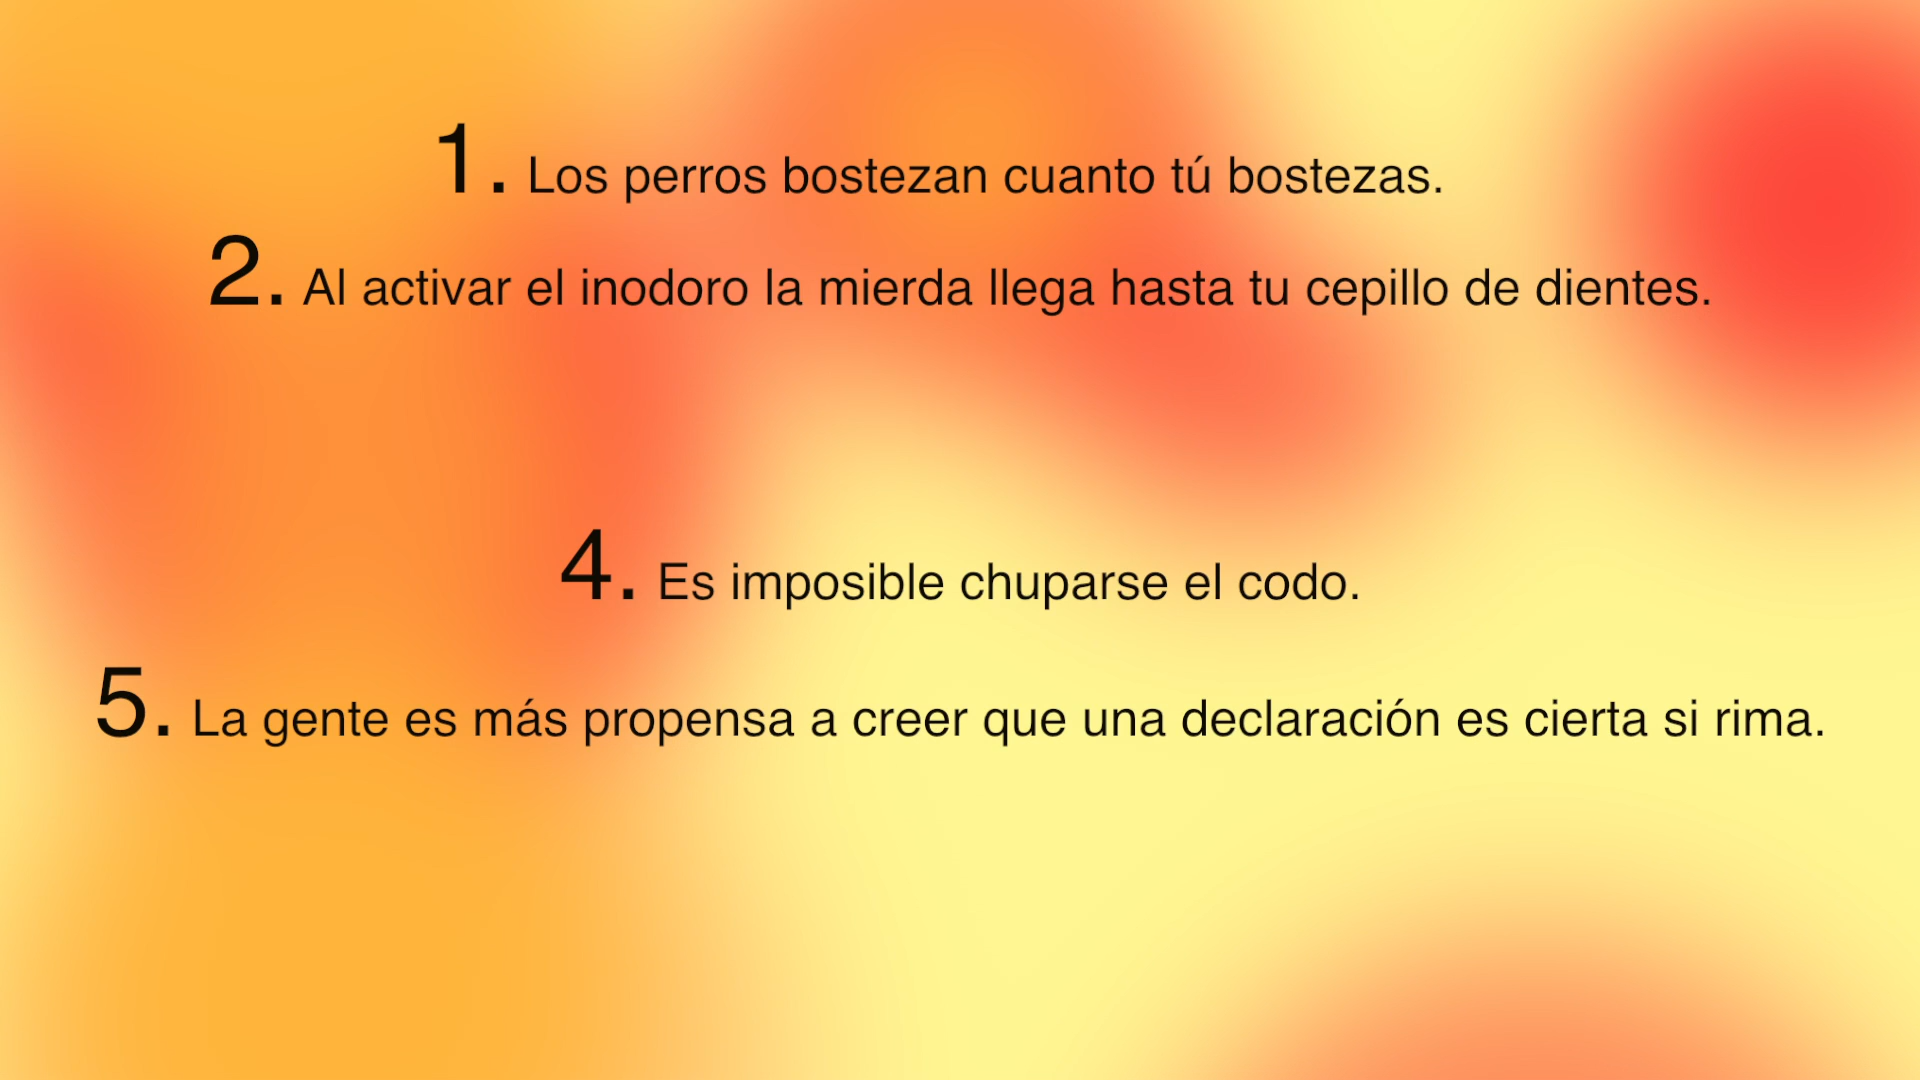 1. Los perros bostezan cuanto tú bostezas.
2. Al activar el inodoro la mierda llega hasta tu cepillo de dientes.
4. Es imposible chuparse el codo.
5. La gente es más propensa a creer que una declaración es cierta si rima.